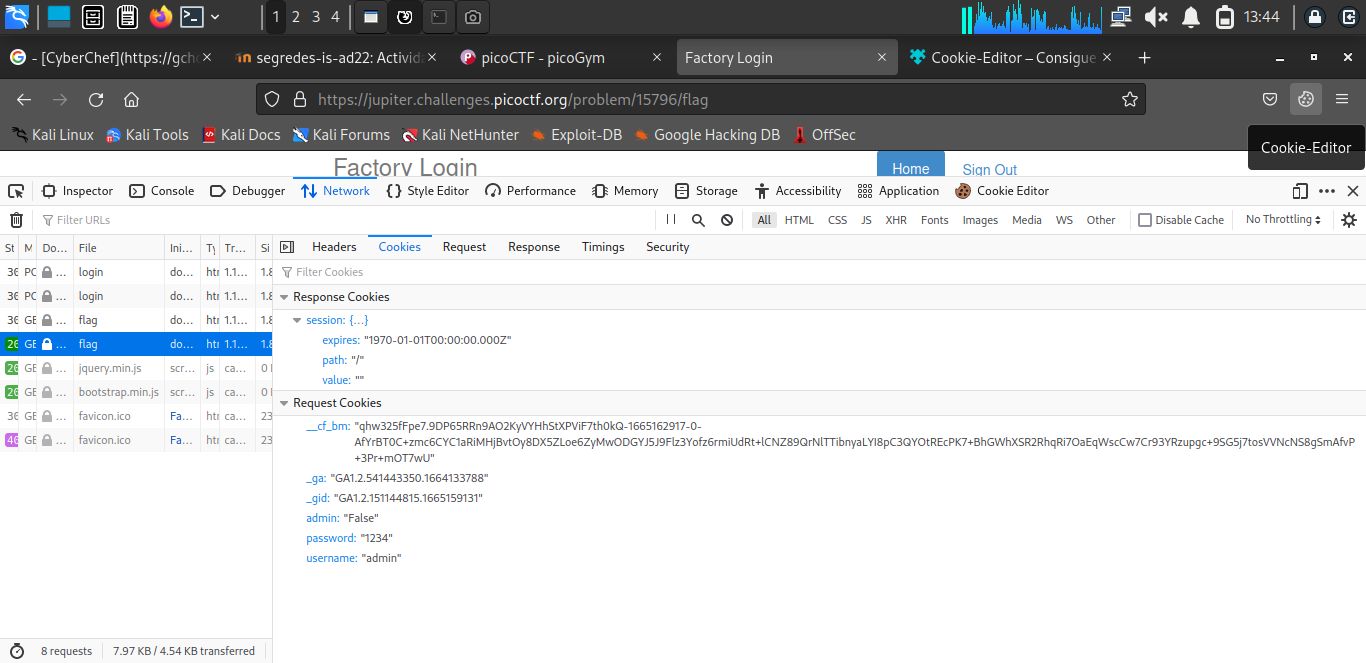 1 2 3 4 13:44
- [CyberChef](https://gche segredes-is-ad22: Activida picoCTF - picoGym Factory Login Cookie-Editor – Consigue
https://jupiter.challenges.picoctf.org/problem/15796/flag
Kali Linux Kali Tools Kali Docs Kali Forums Kali NetHunter Exploit-DB Google Hacking DB OffSec
Cookie-Editor
Factory Login Home Sign Out
Inspector Console Debugger Network Style Editor Performance Memory Storage Accessibility Application Cookie Editor
Filter URLs All HTML CSS JS XHR Fonts Images Media WS Other Disable Cache No Throttling
St M Do… File Ini… Ty Tr… Si Headers Cookies Request Response Timings Security
30 PO … login do… htm 1.1… 1.8 Filter Cookies
30 PO … login do… htm 1.1… 1.8 Response Cookies
30 GE … flag do… htm 1.1… 1.8 session: {…}
20 GE … flag do… htm 1.1… 1.8 expires: "1970-01-01T00:00:00.000Z"
path: "/"
20 GE … jquery.min.js scr… js ca… 0 value: ""
20 GE … bootstrap.min.js scr… js ca… 0 Request Cookies
30 GE … favicon.ico Fa… htm ca… 23
__cf_bm: "qhw325fFpe7.9DP65RRn9AO2KyVYHhStXPViF7th0kQ-1665162917-0-
40 GE … favicon.ico Fa… htm ca… 23
AfYrBT0C+zmc6CYC1aRiMHjBvtOy8DX5ZLoe6ZyMwODGYJ5J9Flz3Yofz6rmiUdRt+lCNZ89QrNlTTibnyaLYI8pC3QYOtREcPK7+BhGWhXSR2RhqRi7OaEqWscCw7Cr93YRzupgc+9SG5j7tosVVNcNS8gSmAfvP
+3Pr+mOT7wU"
_ga: "GA1.2.541443350.1664133788"
_gid: "GA1.2.151144815.1665159131"
admin: "False"
password: "1234"
username: "admin"
8 requests 7.97 KB / 4.54 KB transferred